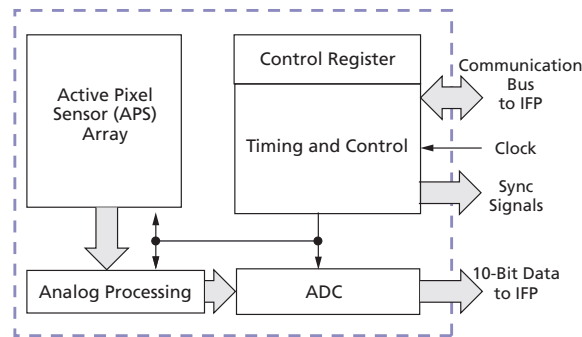 Active Pixel
Sensor (APS)
Array
Control Register
Timing and Control
Communication
Bus
to IFP
Clock
Sync
Signals
Analog Processing
ADC
10-Bit Data
to IFP